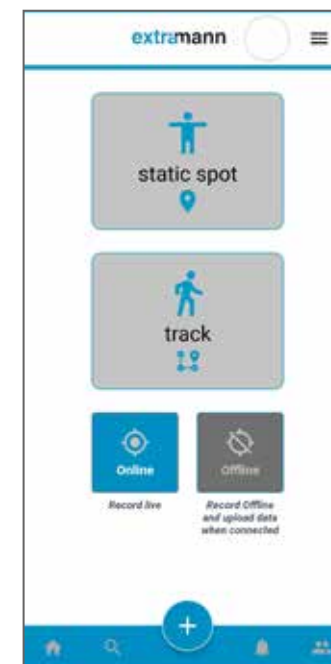 extramann
static spot
track
Online
Offline
Record live
Record Offline
and upload data
when connected